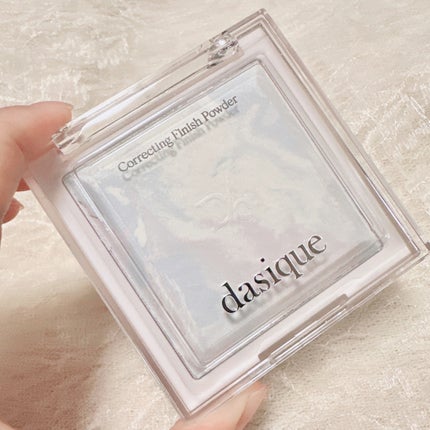 Correcting Finish Powder
dasique